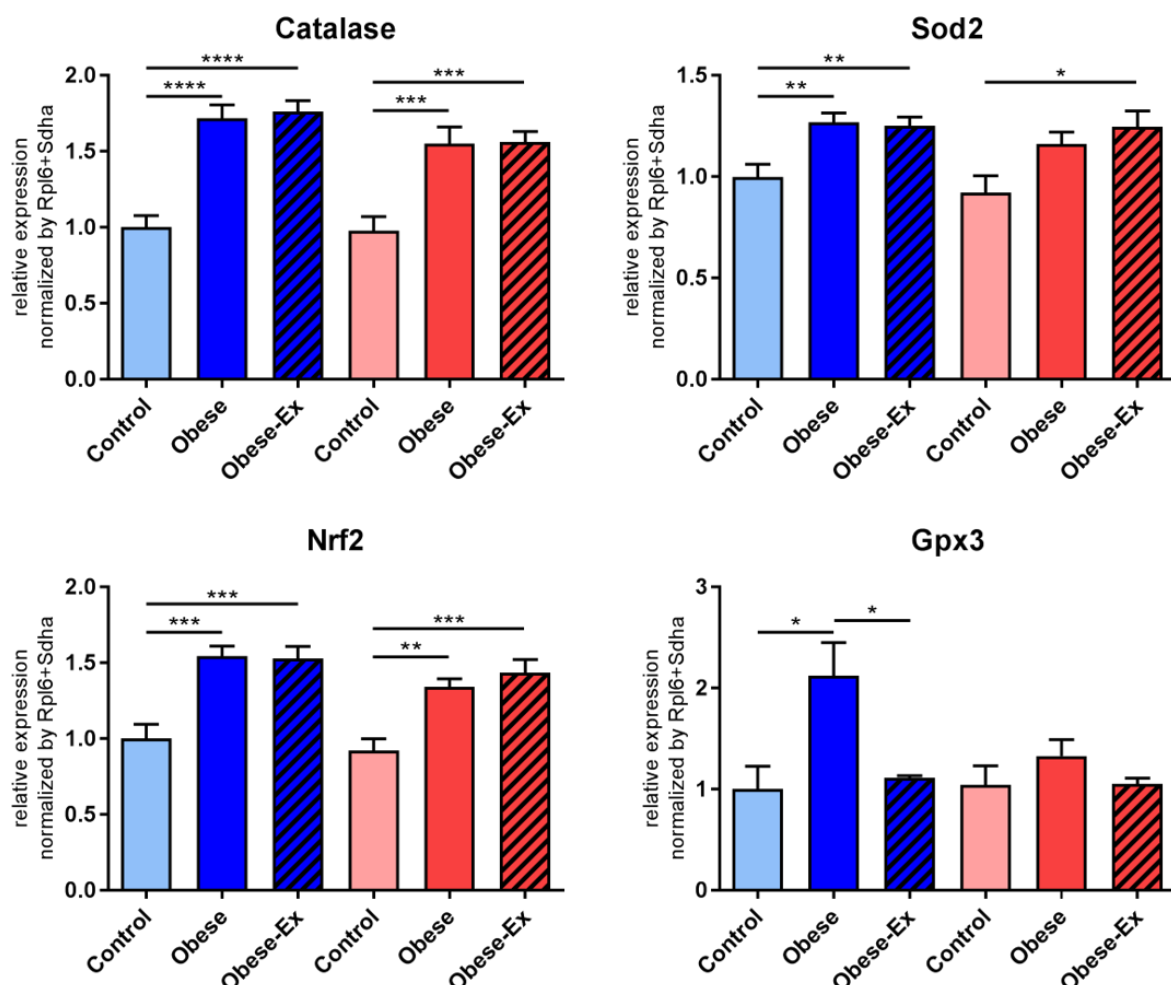 Catalase
relative expression
normalized by Rpl6+Sdha
2.0
1.5
1.0
0.5
0.0
****
****
***
***
Control
Obese
Obese-Ex
Control
Obese
Obese-Ex
Sod2
relative expression
normalized by Rpl6+Sdha
1.5
1.0
0.5
0.0
**
**
*
Control
Obese
Obese-Ex
Control
Obese
Obese-Ex
Nrf2
relative expression
normalized by Rpl6+Sdha
2.0
1.5
1.0
0.5
0.0
***
***
***
**
Control
Obese
Obese-Ex
Control
Obese
Obese-Ex
Gpx3
relative expression
normalized by Rpl6+Sdha
3
2
1
0
*
*
Control
Obese
Obese-Ex
Control
Obese
Obese-Ex